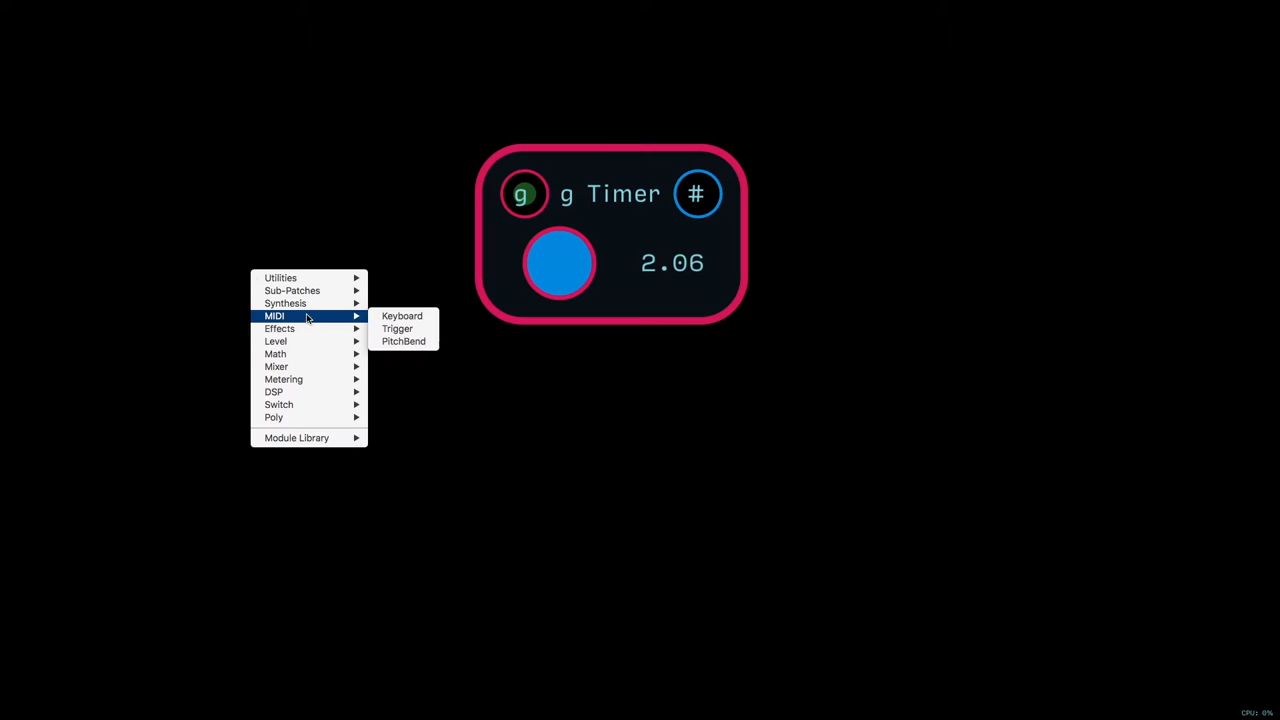 g g Timer #
2.06
Utilities
Sub-Patches
Synthesis
MIDI
Effects
Level
Math
Mixer
Metering
DSP
Switch
Poly
Module Library
Keyboard
Trigger
PitchBend
CPU: 0%